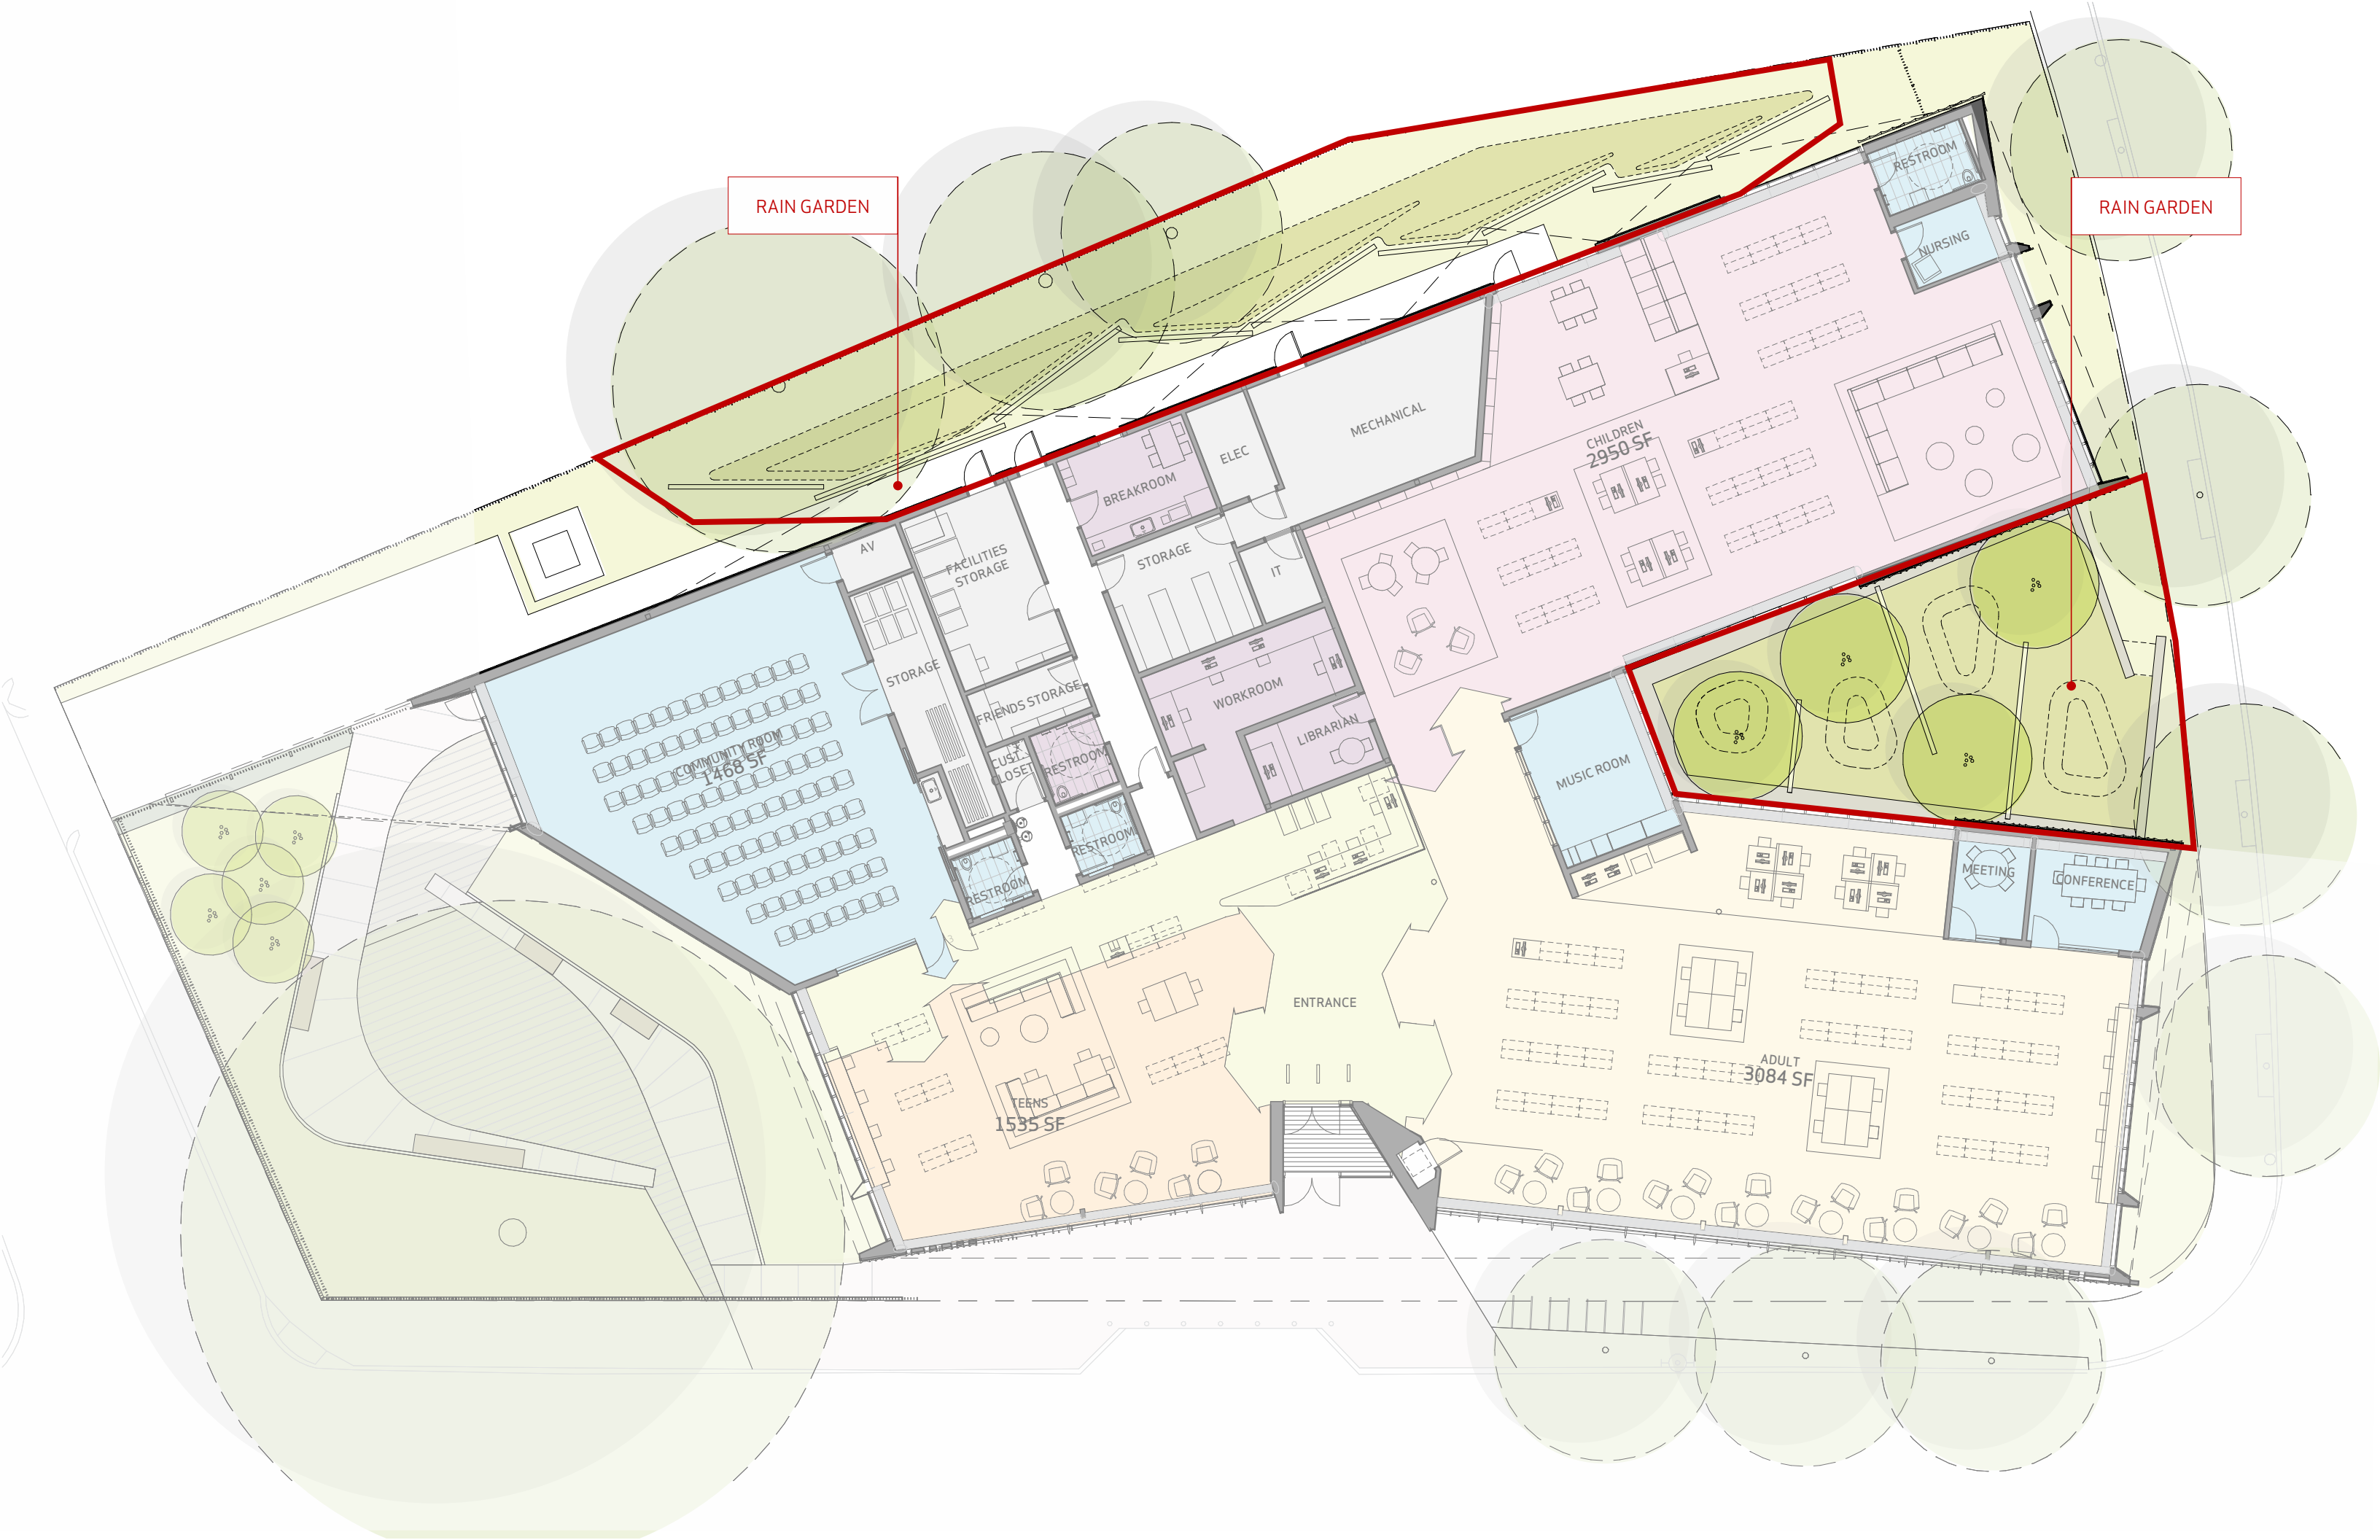 RAIN GARDEN
RAIN GARDEN
RESTROOM
NURSING
MECHANICAL
CHILDREN
2950 SF
ELEC
BREAKROOM
AV
FACILITIES
STORAGE
STORAGE
IT
STORAGE
WORKROOM
FRIENDS STORAGE
LIBRARIAN
COMMUNITY ROOM
1468 SF
CUST.
CLOSET
RESTROOM
MUSIC ROOM
RESTROOM
RESTROOM
MEETING
CONFERENCE
ENTRANCE
ADULT
3084 SF
TEENS
1535 SF